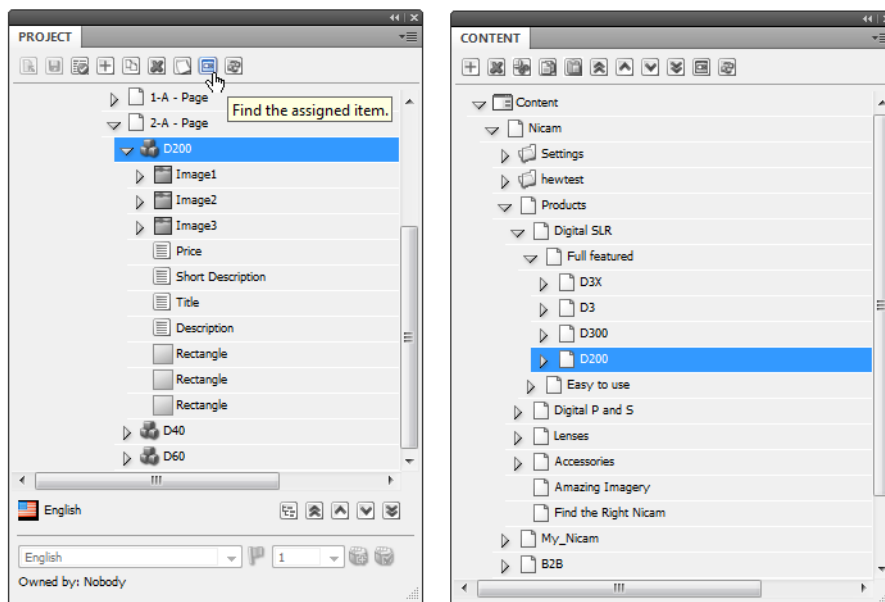 PROJECT
Find the assigned item.
1-A - Page
2-A - Page
D200
Image1
Image2
Image3
Price
Short Description
Title
Description
Rectangle
Rectangle
Rectangle
D40
D60
English
English
1
Owned by: Nobody
CONTENT
Content
Nicam
Settings
hewtest
Products
Digital SLR
Full featured
D3X
D3
D300
D200
Easy to use
Digital P and S
Lenses
Accessories
Amazing Imagery
Find the Right Nicam
My_Nicam
B2B